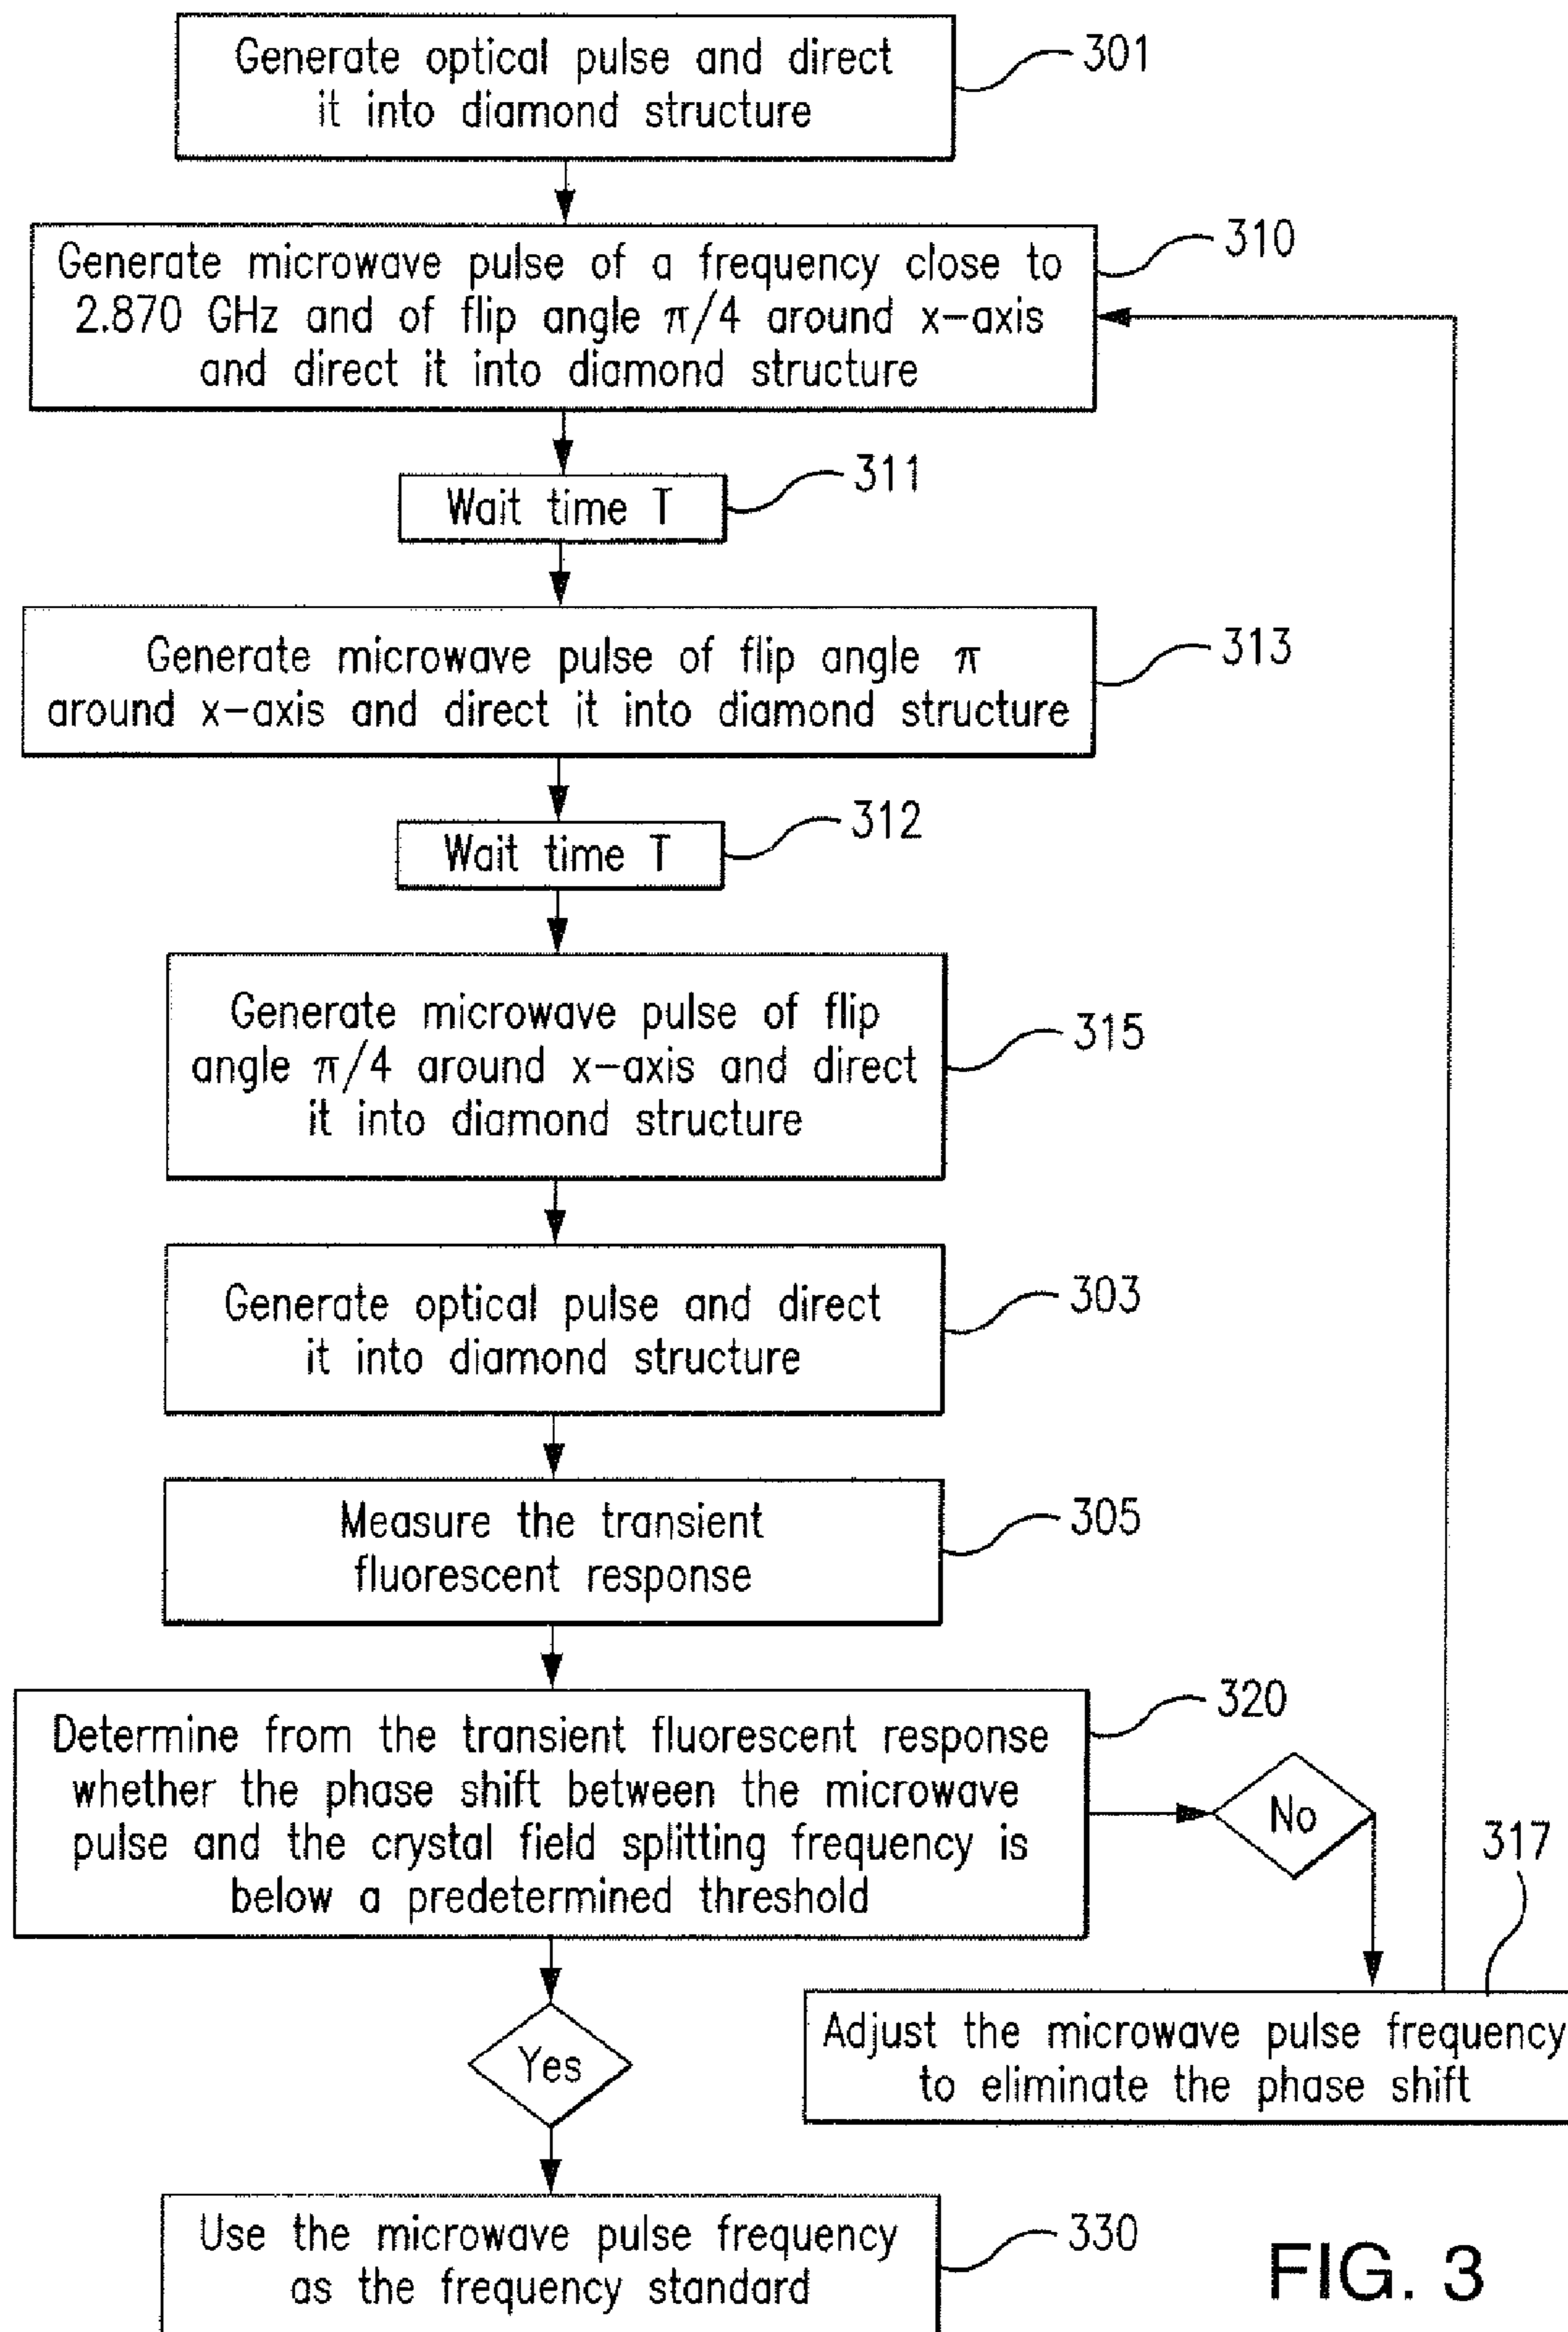 Generate optical pulse and direct
it into diamond structure
301
Generate microwave pulse of a frequency close to
2.870 GHz and of flip angle π/4 around x-axis
and direct it into diamond structure
310
Wait time T
311
Generate microwave pulse of flip angle π
around x-axis and direct it into diamond structure
313
Wait time T
312
Generate microwave pulse of flip
angle π/4 around x-axis and direct
it into diamond structure
315
Generate optical pulse and direct
it into diamond structure
303
Measure the transient
fluorescent response
305
Determine from the transient fluorescent response
whether the phase shift between the microwave
pulse and the crystal field splitting frequency is
below a predetermined threshold
320
No
317
Adjust the microwave pulse frequency
to eliminate the phase shift
Yes
Use the microwave pulse frequency
as the frequency standard
330
FIG. 3